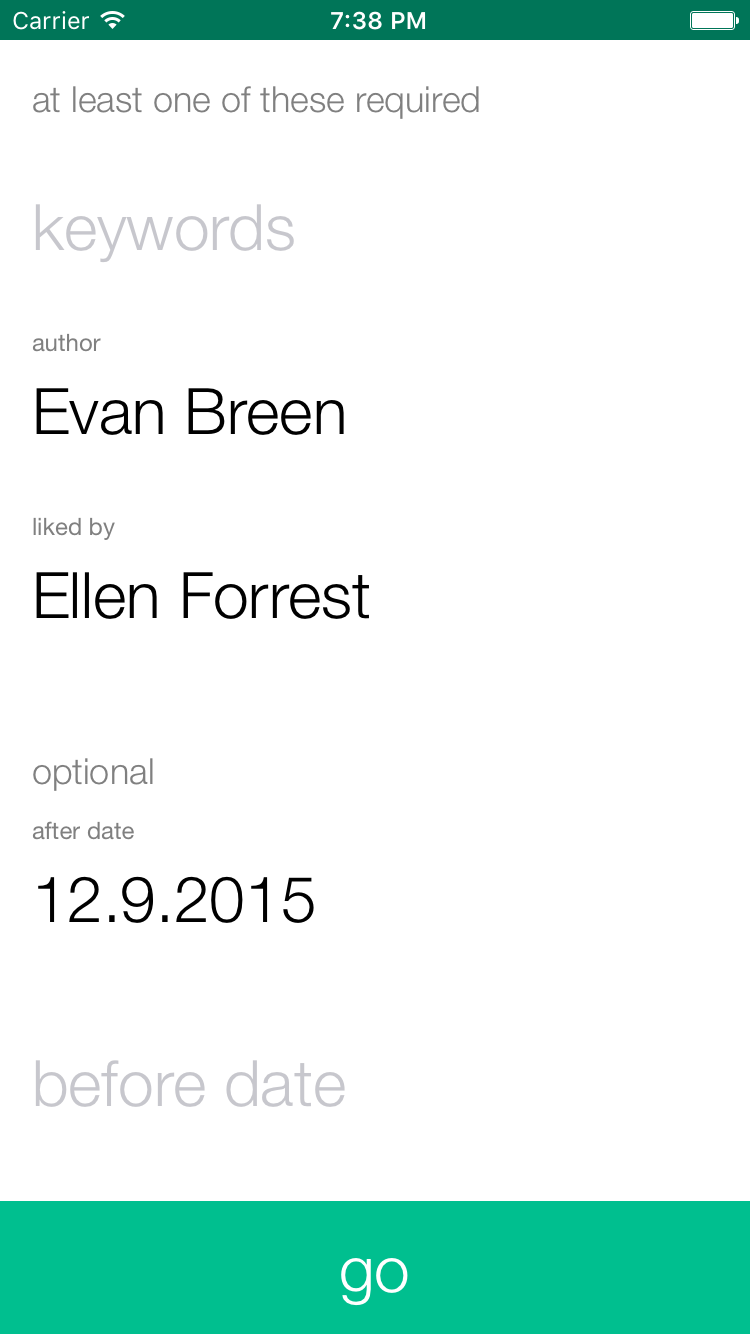 Carrier 7:38 PM
at least one of these required
keywords
author
Evan Breen
liked by
Ellen Forrest
optional
after date
12.9.2015
before date
go